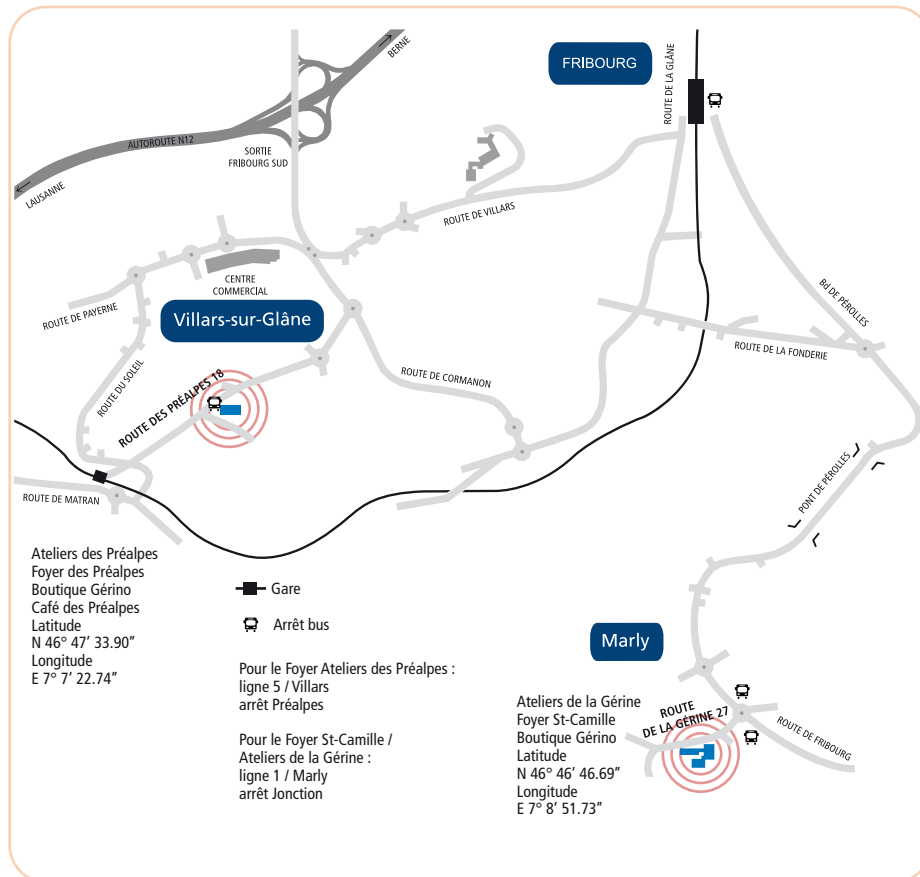 BERNE
FRIBOURG
ROUTE DE LA GLÂNE
AUTOROUTE N12
SORTIE
FRIBOURG SUD
LAUSANNE
ROUTE DE VILLARS
CENTRE
COMMERCIAL
ROUTE DE PAYERNE
Villars-sur-Glâne
Bd DE PÉROLLES
ROUTE DE LA FONDERIE
ROUTE DU SOLEIL
ROUTE DES PRÉALPES 18
ROUTE DE CORMANON
ROUTE DE MATRAN
PONT DE PÉROLLES
Ateliers des Préalpes
Foyer des Préalpes
Boutique Gérino
Café des Préalpes
Latitude
N 46° 47’ 33.90’’
Longitude
E 7° 7’ 22.74’’
Gare
Arrêt bus
Pour le Foyer Ateliers des Préalpes :
ligne 5 / Villars
arrêt Préalpes
Pour le Foyer St-Camille /
Ateliers de la Gérine :
ligne 1 / Marly
arrêt Jonction
Marly
ROUTE
DE LA GÉRINE 27
ROUTE DE FRIBOURG
Ateliers de la Gérine
Foyer St-Camille
Boutique Gérino
Latitude
N 46° 46’ 46.69’’
Longitude
E 7° 8’ 51.73’’